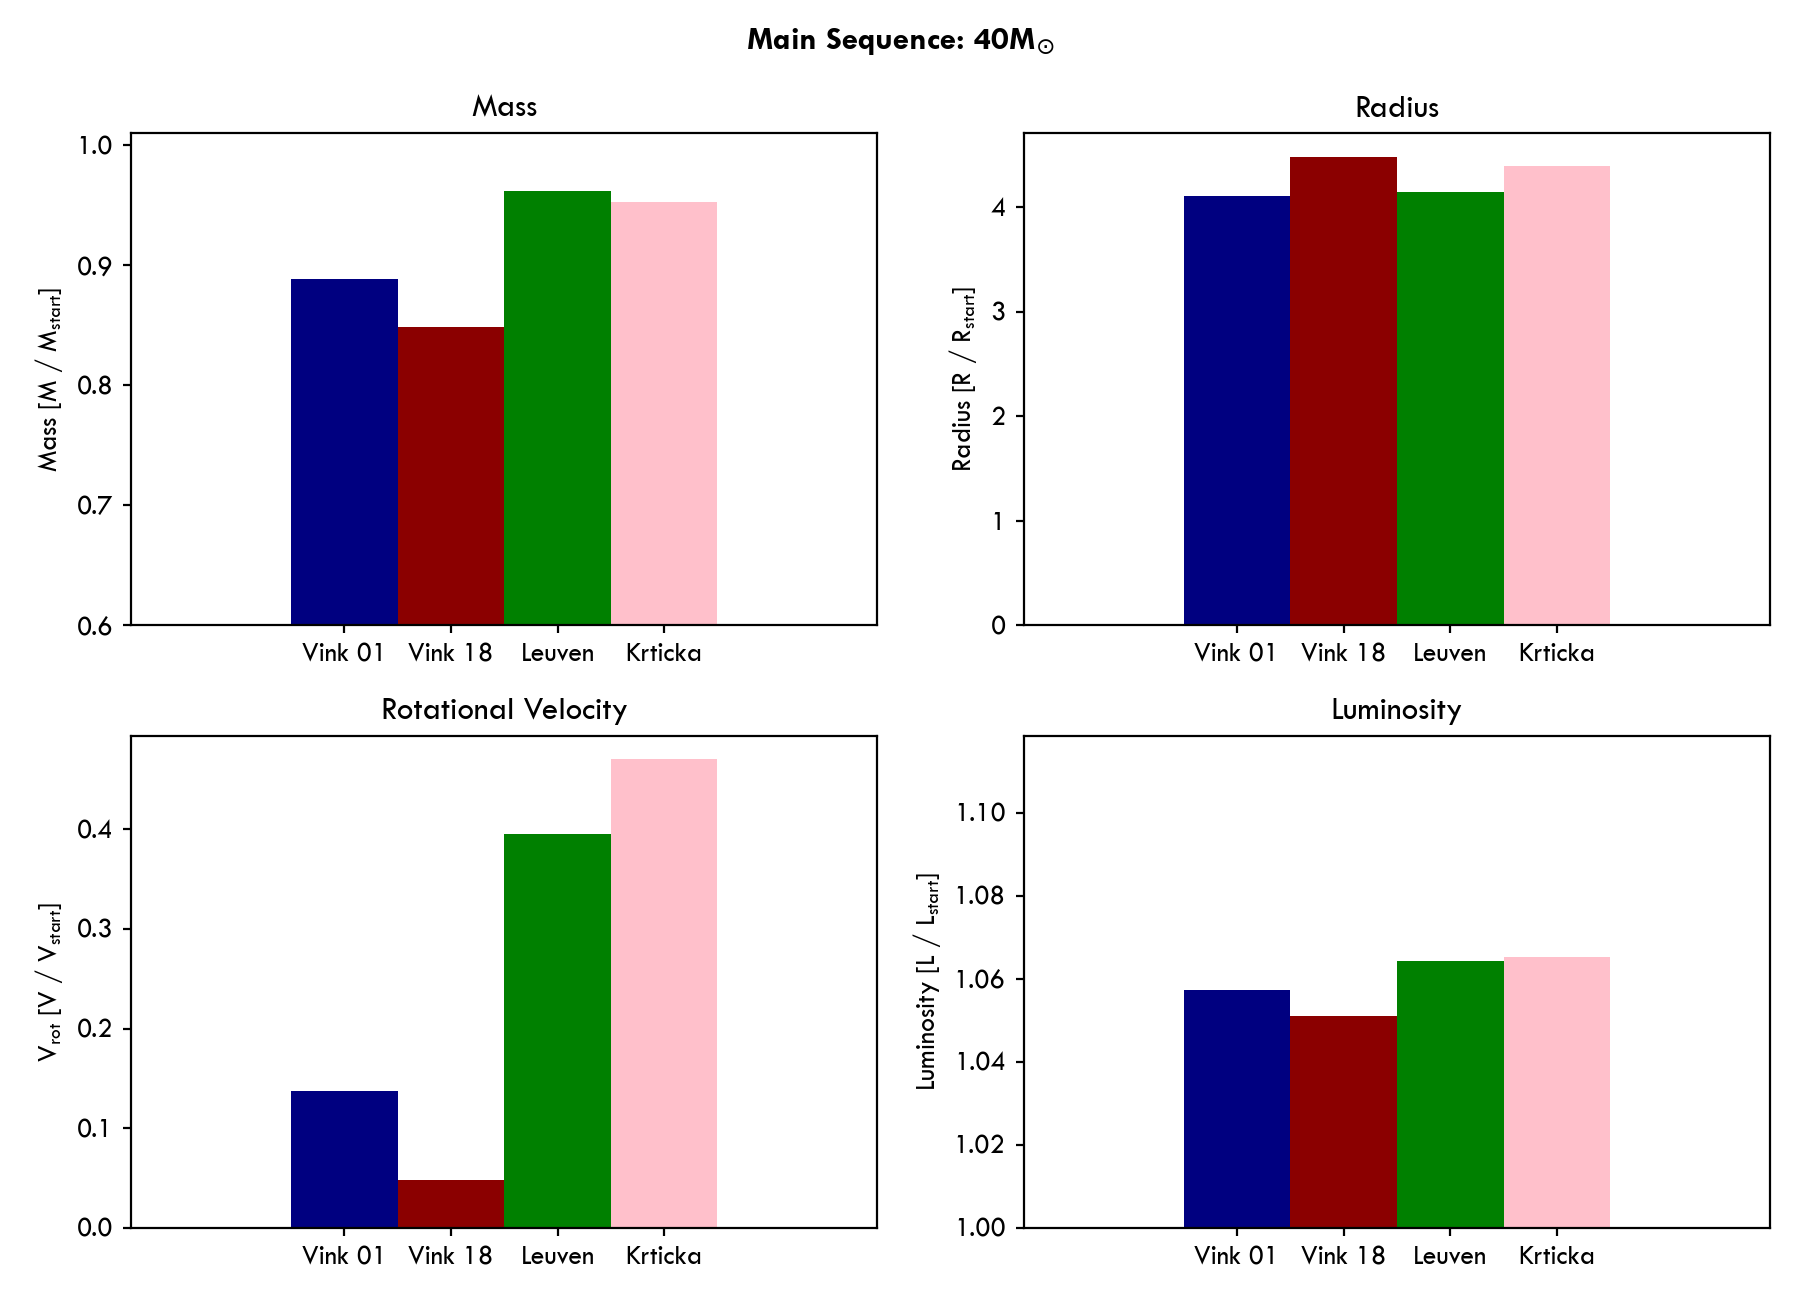 Main Sequence: 40M☉
Mass
Mass [M / Mstart]
1.0
0.9
0.8
0.7
0.6
Vink 01 Vink 18 Leuven Krticka
Radius
Radius [R / Rstart]
4
3
2
1
0
Vink 01 Vink 18 Leuven Krticka
Rotational Velocity
Vrot [V / Vstart]
0.4
0.3
0.2
0.1
0.0
Vink 01 Vink 18 Leuven Krticka
Luminosity
Luminosity [L / Lstart]
1.10
1.08
1.06
1.04
1.02
1.00
Vink 01 Vink 18 Leuven Krticka